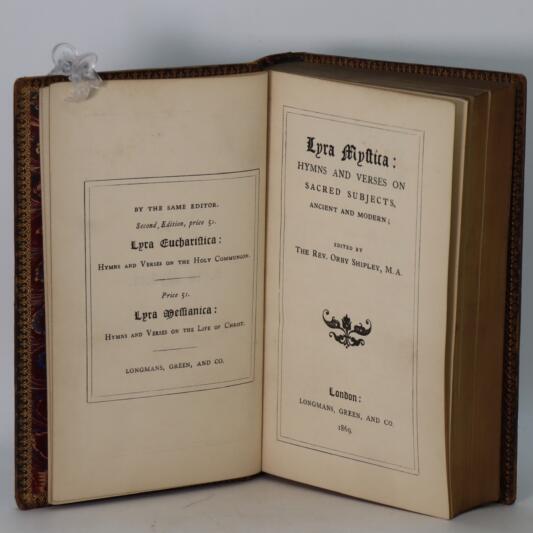 BY THE SAME EDITOR.
Second Edition, price 5s.
Lyra Euchariſtica:
HYMNS AND VERSES ON THE HOLY COMMUNION.
Price 5s.
Lyra Meſſianica:
HYMNS AND VERSES ON THE LIFE OF CHRIST.
LONGMANS, GREEN, AND CO.
Lyra Myſtica:
HYMNS AND VERSES ON
SACRED SUBJECTS,
ANCIENT AND MODERN;
EDITED BY
THE REV. ORBY SHIPLEY, M.A.
London:
LONGMANS, GREEN, AND CO.
1869.